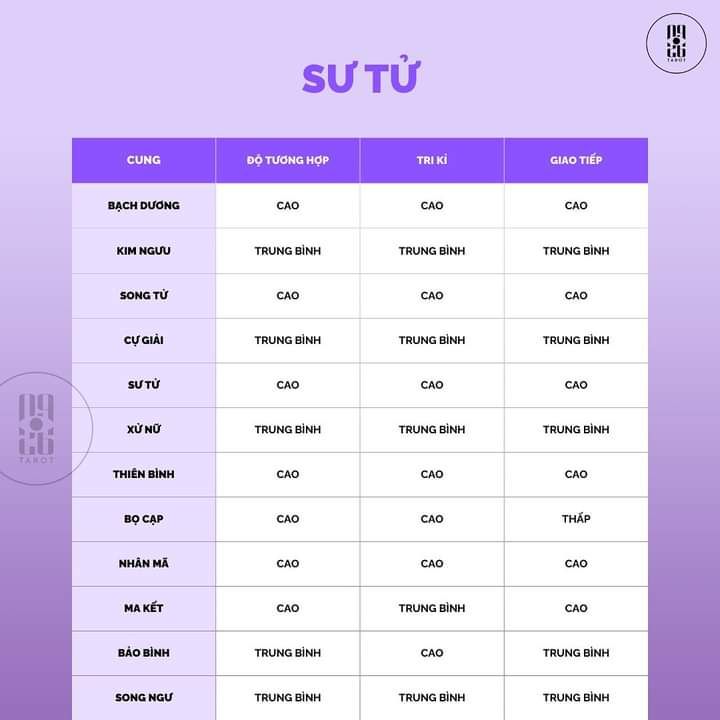 TAROT
SƯ TỬ
CUNG ĐỘ TƯƠNG HỢP TRI KỈ GIAO TIẾP
BẠCH DƯƠNG CAO CAO CAO
KIM NGƯU TRUNG BÌNH TRUNG BÌNH TRUNG BÌNH
SONG TỬ CAO CAO CAO
CỰ GIẢI TRUNG BÌNH TRUNG BÌNH TRUNG BÌNH
SƯ TỬ CAO CAO CAO
XỬ NỮ TRUNG BÌNH TRUNG BÌNH TRUNG BÌNH
TAROT
THIÊN BÌNH CAO CAO CAO
BỌ CẠP CAO CAO THẤP
NHÂN MÃ CAO CAO CAO
MA KẾT CAO TRUNG BÌNH CAO
BẢO BÌNH TRUNG BÌNH CAO TRUNG BÌNH
SONG NGƯ TRUNG BÌNH TRUNG BÌNH TRUNG BÌNH